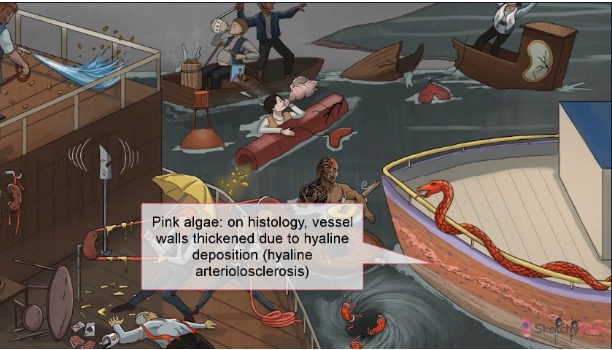 Pink algae: on histology, vessel
walls thickened due to hyaline
deposition (hyaline
arteriolosclerosis)